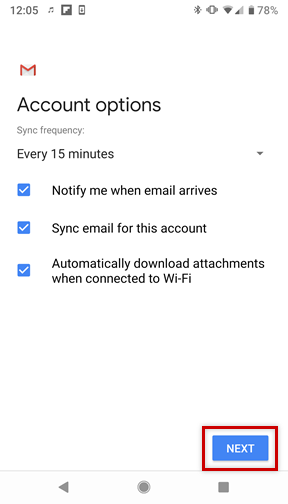 12:05
78%
Account options
Sync frequency:
Every 15 minutes
Notify me when email arrives
Sync email for this account
Automatically download attachments
when connected to Wi-Fi
NEXT